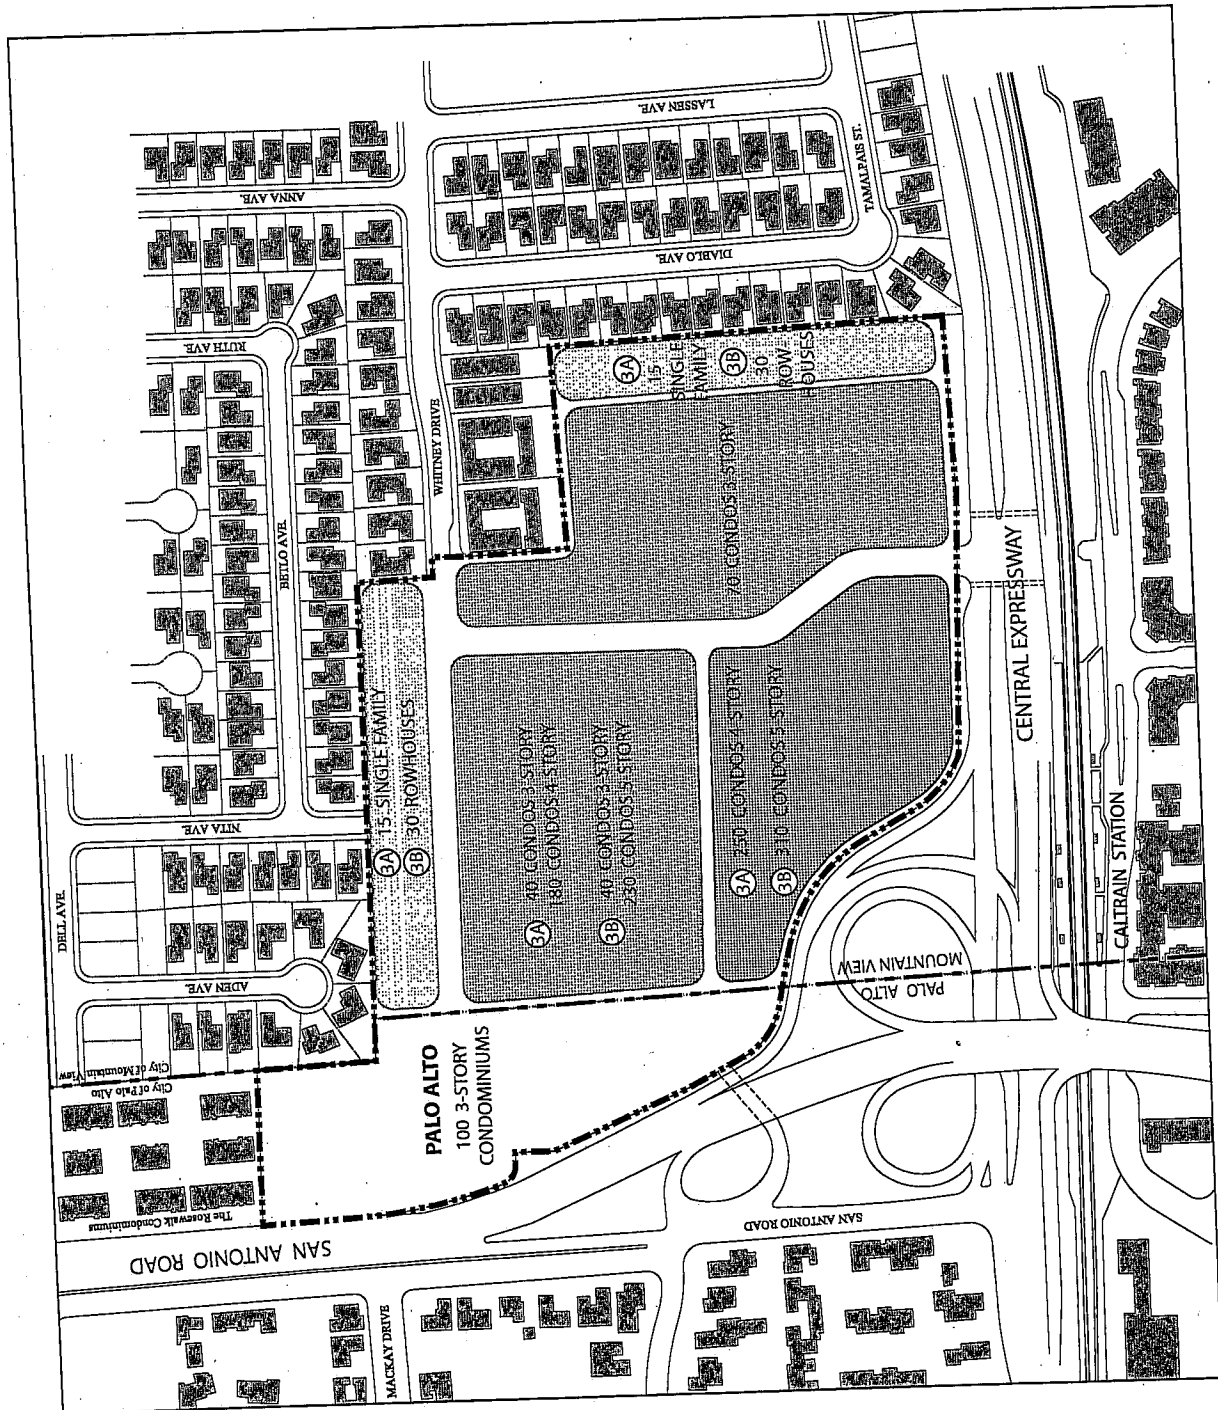 LASSEN AVE.
TAMALPAIS ST.
ANNA AVE.
DIABLO AVE.
RUTH AVE.
WHITNEY DRIVE
BETLO AVE.
NITA AVE.
DELL AVE.
ADEN AVE.
3A
15
SINGLE
FAMILY
3B
30
ROW
HOUSES
70 CONDOS 3-STORY
3A 15 SINGLE FAMILY
3B 30 ROWHOUSES
3A 40 CONDOS 3-STORY
180 CONDOS 4-STORY
3B 40 CONDOS 3-STORY
230 CONDOS 5-STORY
3A 250 CONDOS 4-STORY
3B 310 CONDOS 5-STORY
CENTRAL EXPRESSWAY
CALTRAIN STATION
MOUNTAIN VIEW
PALO ALTO
City of Mountain View
City of Palo Alto
PALO ALTO
100 3-STORY
CONDOMINIUMS
The Rosewalk Condominiums
SAN ANTONIO ROAD
SAN ANTONIO ROAD
MACKAY DRIVE